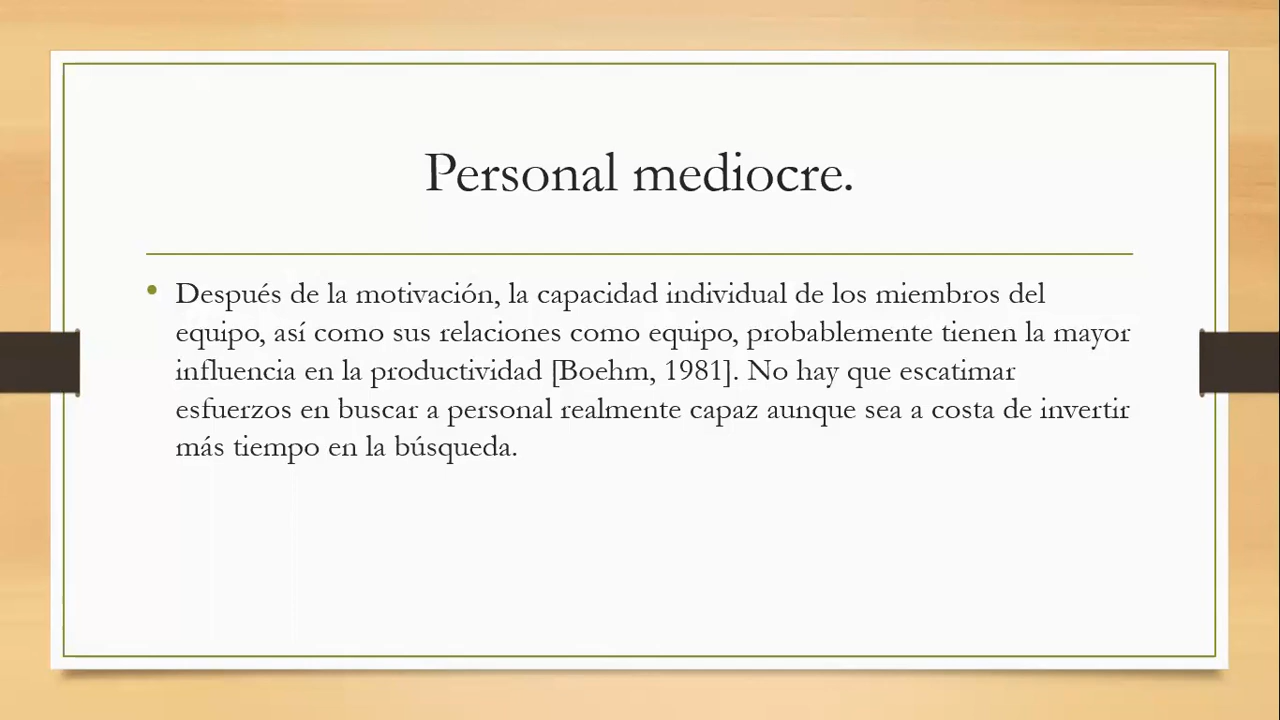 Personal mediocre.
• Después de la motivación, la capacidad individual de los miembros del
equipo, así como sus relaciones como equipo, probablemente tienen la mayor
influencia en la productividad [Boehm, 1981]. No hay que escatimar
esfuerzos en buscar a personal realmente capaz aunque sea a costa de invertir
más tiempo en la búsqueda.